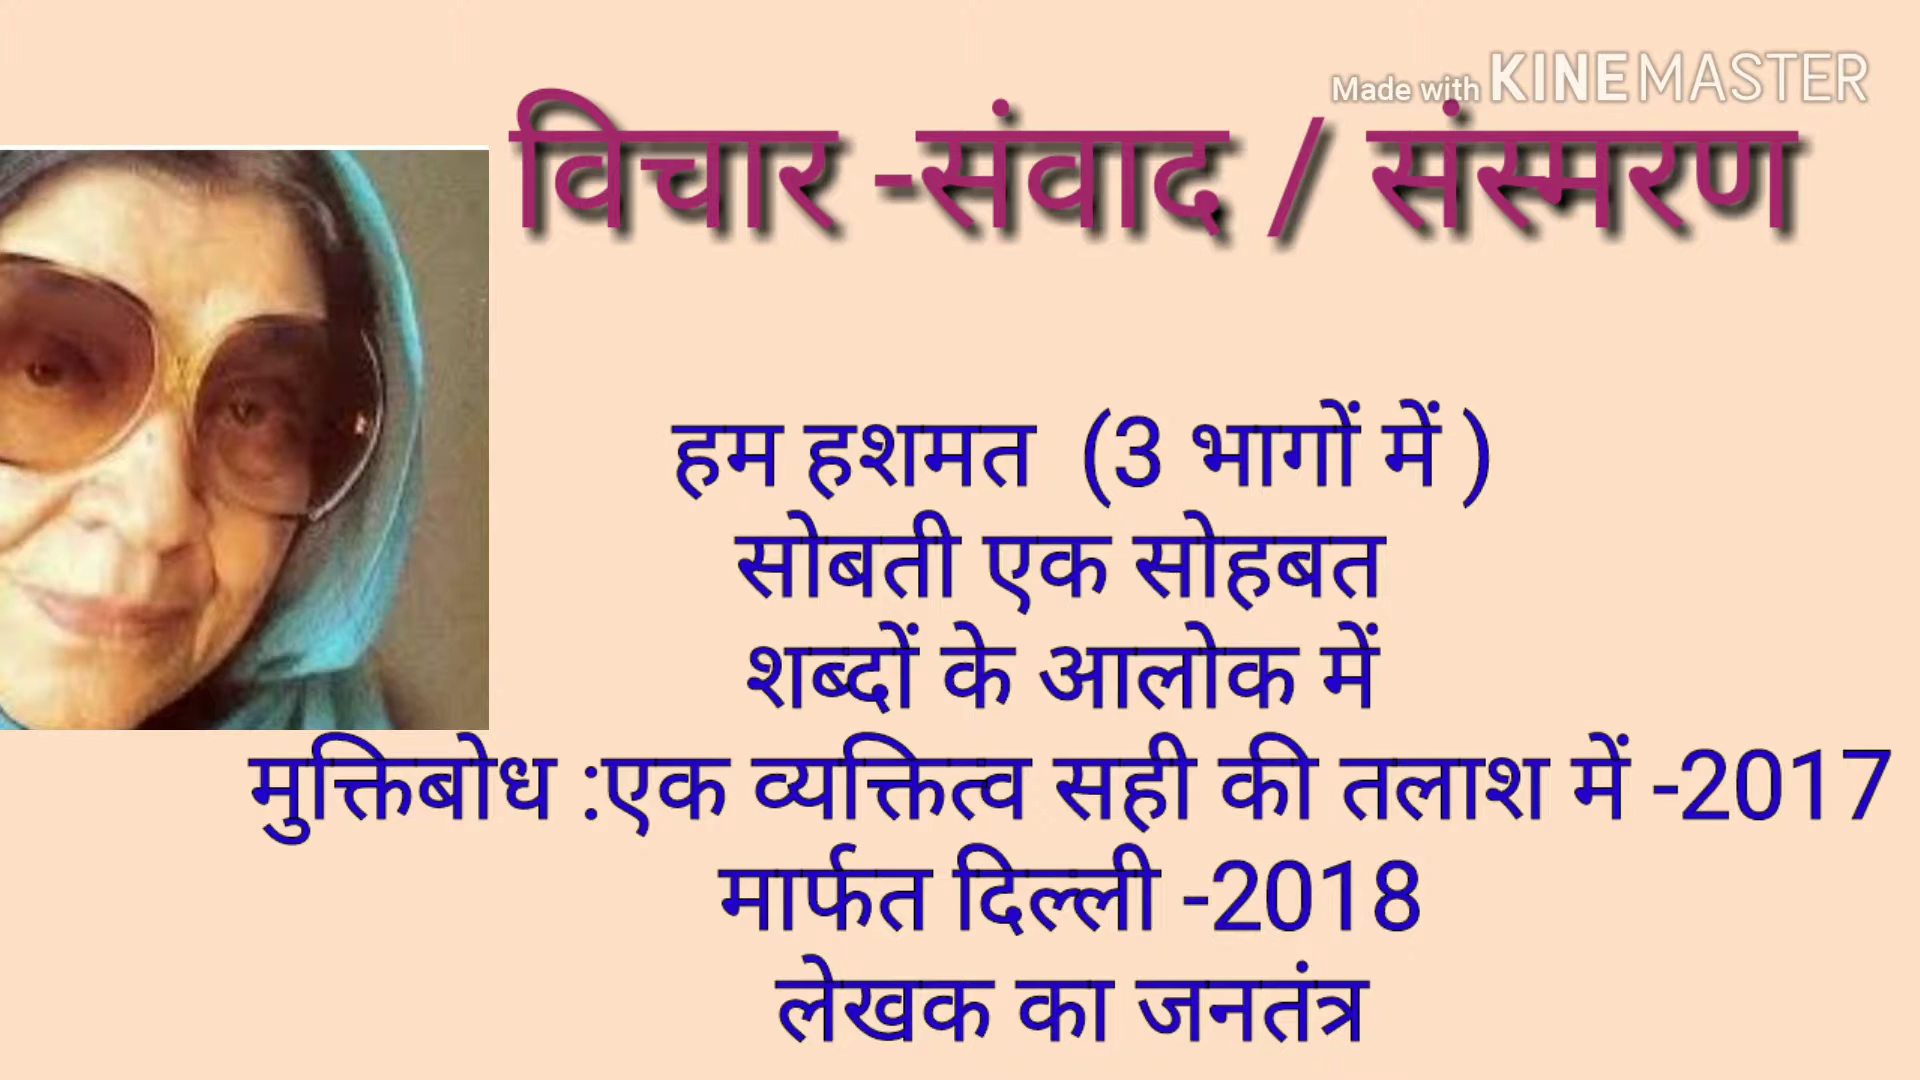 Made with KINEMASTER
विचार -संवाद / संस्मरण
हम हशमत (3 भागों में )
सोबती एक सोहबत
शब्दों के आलोक में
मुक्तिबोध :एक व्यक्तित्व सही की तलाश में -2017
मार्फत दिल्ली -2018
लेखक का जनतंत्र